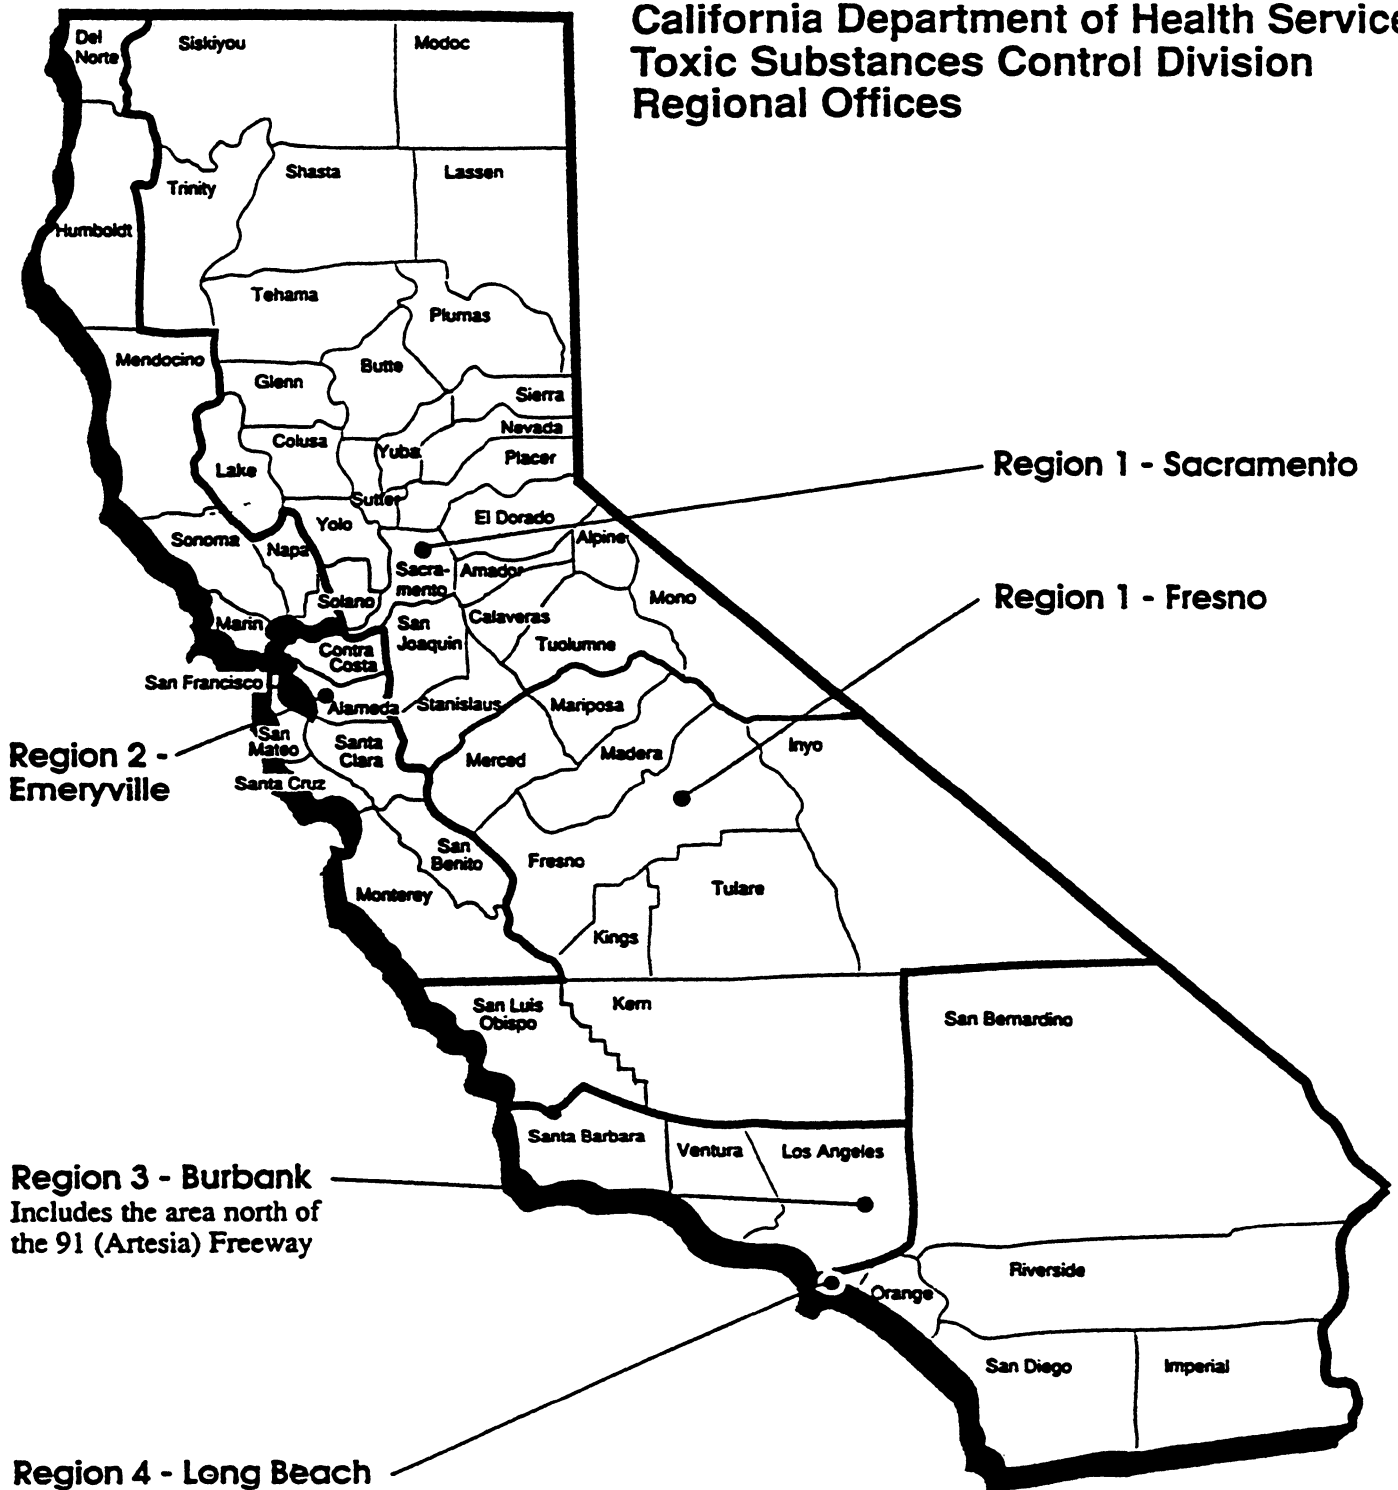 California Department of Health Service
Toxic Substances Control Division
Regional Offices
Del
Norte
Siskiyou
Modoc
Trinity
Shasta
Lassen
Humboldt
Tehama
Plumas
Mendocino
Butte
Glenn
Sierra
Nevada
Colusa
Yuba
Placer
Lake
Sutter
Region 1 - Sacramento
Yolo
El Dorado
Sonoma
Napa
Alpine
Sacra-
mento
Amador
Solano
Mono
Region 1 - Fresno
Marin
San
Joaquin
Calaveras
Contra
Costa
Tuolumne
San Francisco
Alameda
Stanislaus
Mariposa
San
Mateo
Santa
Clara
Merced
Madera
Inyo
Region 2 -
Emeryville
Santa Cruz
San
Benito
Fresno
Monterey
Tulare
Kings
San Luis
Obispo
Kern
San Bernardino
Santa Barbara
Ventura
Los Angeles
Region 3 - Burbank
Includes the area north of
the 91 (Artesia) Freeway
Riverside
Orange
San Diego
Imperial
Region 4 - Long Beach